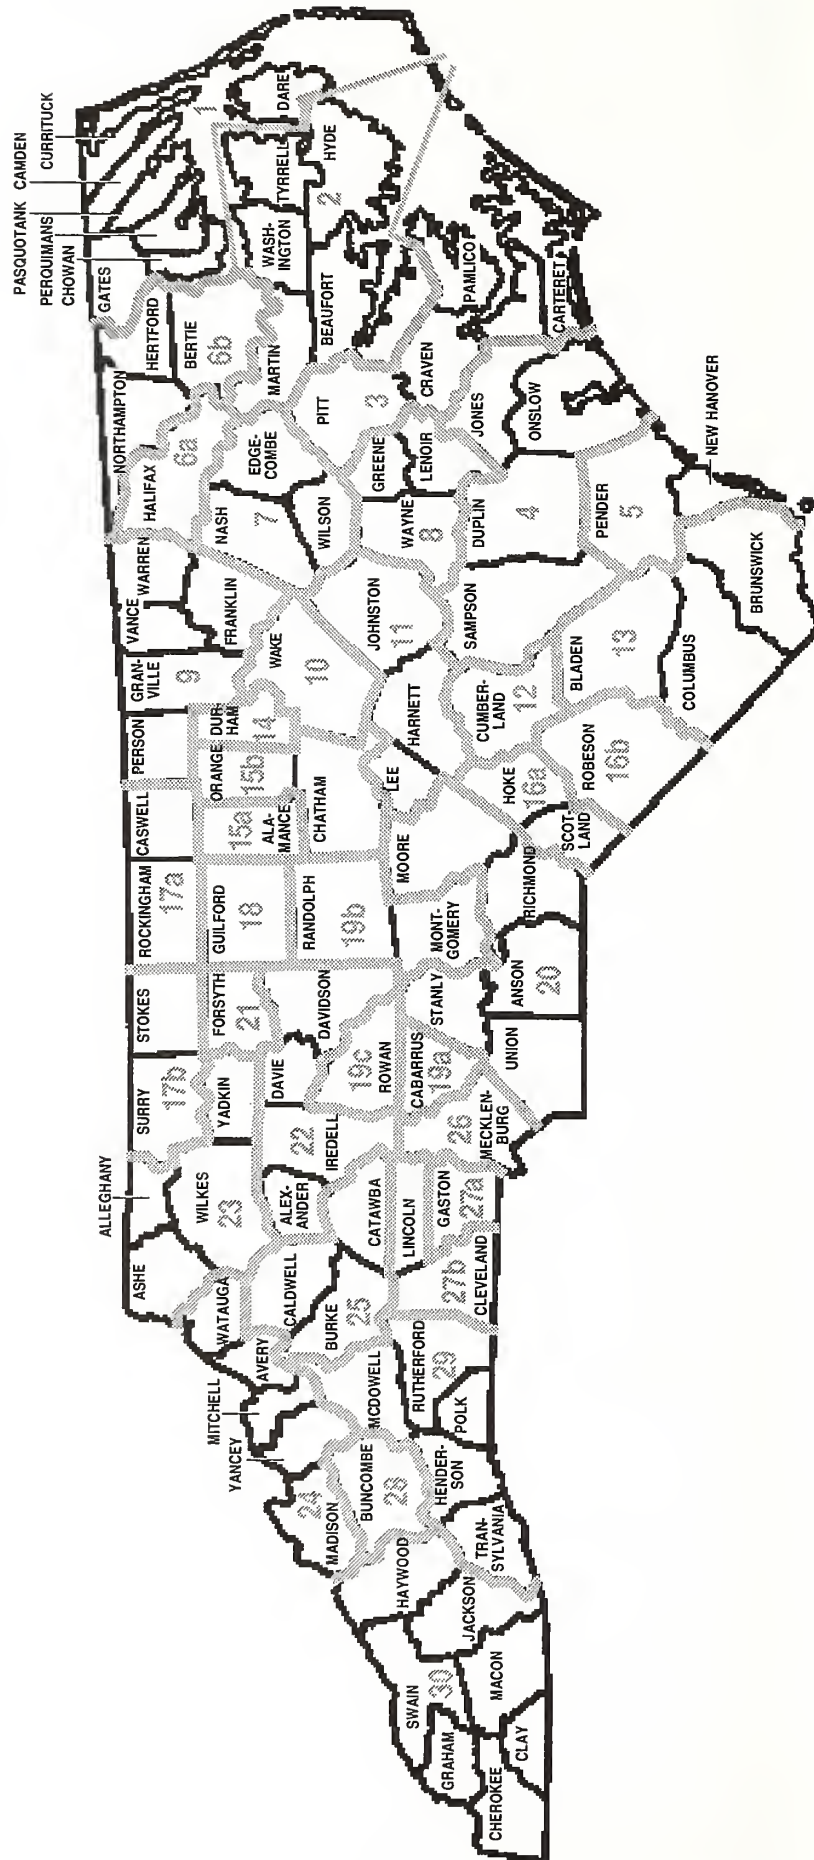 ALLEGHANY
PASQUOTANK
CAMDEN
CURRITUCK
PERQUIMANS
CHOWAN
GATES
ASHE
SURRY
17b
STOKES
ROCKINGHAM
17a
CASWELL
PERSON
GRAN-
VILLE
9
VANCE
WARREN
NORTHAMPTON
HERTFORD
1
HALIFAX
6a
BERTIE
6b
WATAUGA
WILKES
23
YADKIN
FORSYTH
21
GUILFORD
18
15a
ALA-
MANCE
ORANGE
15b
DUR-
HAM
14
FRANKLIN
NASH
7
EDGE-
COMBE
MARTIN
WASH-
INGTON
TYRRELL
DARE
MITCHELL
YANCEY
AVERY
CALDWELL
ALEX-
ANDER
22
IREDELL
DAVIE
DAVIDSON
RANDOLPH
19b
CHATHAM
WAKE
10
WILSON
PITT
3
BEAUFORT
2
HYDE
24
MADISON
BUNCOMBE
28
MCDOWELL
BURKE
25
CATAWBA
19c
ROWAN
LEE
JOHNSTON
11
GREENE
WAYNE
8
LENOIR
CRAVEN
PAMLICO
SWAIN
30
HAYWOOD
HENDER-
SON
RUTHERFORD
29
POLK
LINCOLN
CABARRUS
19a
STANLY
MONT-
GOMERY
MOORE
HARNETT
GRAHAM
JACKSON
TRAN-
SYLVANIA
CLEVELAND
27b
GASTON
27a
26
MECKLEN-
BURG
UNION
ANSON
20
RICHMOND
HOKE
16a
SCOT-
LAND
CUMBER-
LAND
12
SAMPSON
DUPLIN
4
JONES
ONSLOW
CARTERET
CHEROKEE
CLAY
MACON
ROBESON
16b
BLADEN
13
PENDER
5
COLUMBUS
BRUNSWICK
NEW HANOVER